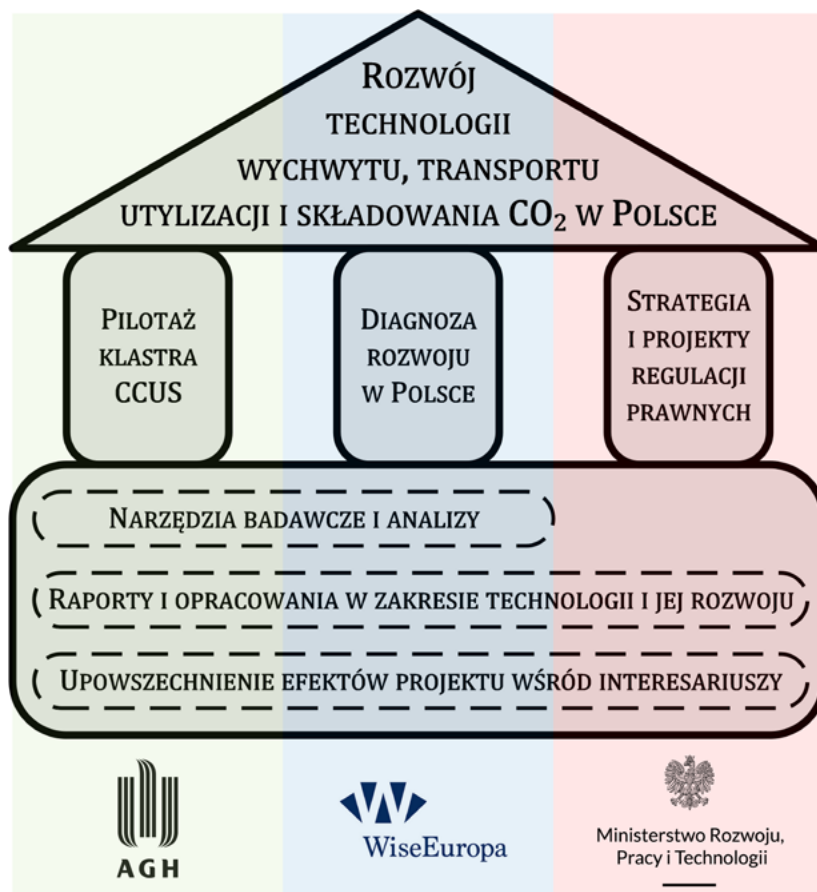 Rozwój
technologii
wychwytu, transportu
utylizacji i składowania CO₂ w Polsce
Pilotaż
klastra
CCUS
Diagnoza
rozwoju
w Polsce
Strategia
i projekty
regulacji
prawnych
Narzędzia badawcze i analizy
Raporty i opracowania w zakresie technologii i jej rozwoju
Upowszechnienie efektów projektu wśród interesariuszy
AGH
W
WiseEuropa
Ministerstwo Rozwoju,
Pracy i Technologii